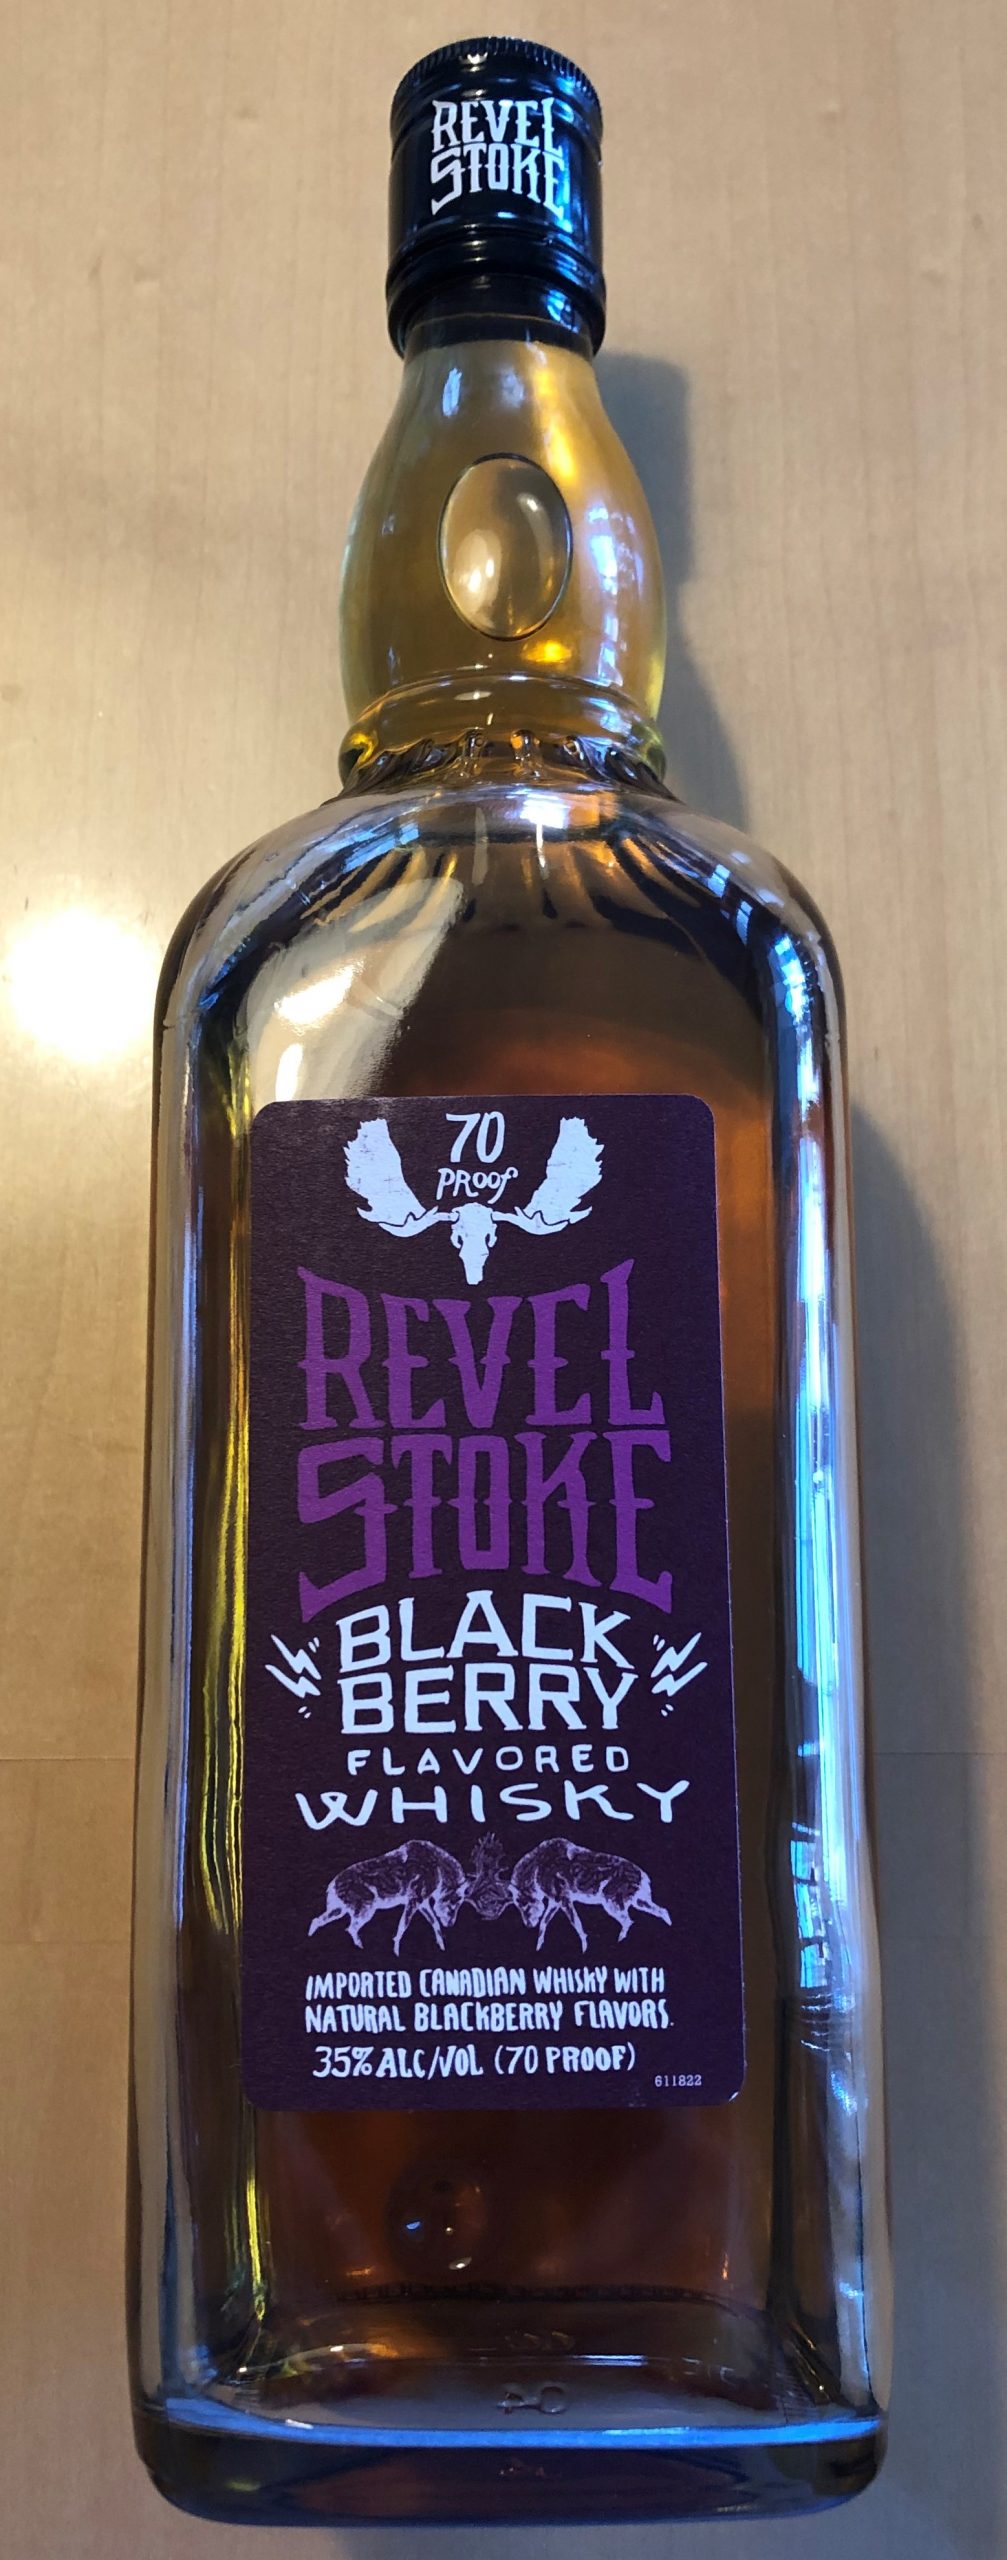 REVEL
STOKE
70
PROOF
REVEL
STOKE
BLACK
BERRY
FLAVORED
WHISKY
IMPORTED CANADIAN WHISKY WITH
NATURAL BLACKBERRY FLAVORS.
35% ALC/VOL (70 PROOF)
611822